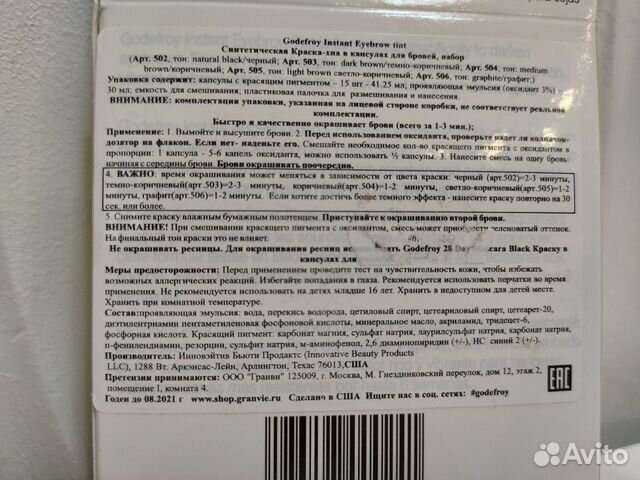 para cejas
Godefroy Instant Eyebrow tint
Синтетическая Краска-хна в капсулах для бровей, набор
(Арт. 502, тон: natural black/черный; Арт. 503, тон: dark brown/темно-коричневый; Арт. 504, тон: medium
brown/коричневый; Арт. 505, тон: light brown светло-коричневый; Арт. 506, тон: graphite/графит;)
Упаковка содержит: капсулы с красящим пигментом – 15 шт - 41.25 мл; проявляющая эмульсия (оксидант 3%) -
30 мл; емкость для смешивания; пластиковая палочка для размешивания и нанесения.
ВНИМАНИЕ: комплектация упаковки, указанная на лицевой стороне коробки, не соответствует реальной
комплектации.
Быстро и качественно окрашивает брови (всего за 1-3 мин.);
Применение: 1. Вымойте и высушите брови. 2. Перед использованием оксиданта, проверьте надет ли колпачок-
дозатор на флакон. Если нет- наденьте его. Смешайте необходимое кол-во красящего пигмента с оксидантом в
пропорции: 1 капсула - 5-6 капель оксиданта, можно использовать ½ капсулы. 3. Нанесите смесь на одну бровь:
начиная с середины брови. Брови окрашивать поочередно.
4. ВАЖНО: время окрашивания может меняться в зависимости от цвета краски: черный (арт.502)=2-3 минуты,
темно-коричневый(арт.503)=2-3 минуты, коричневый(арт.504)=1-2 минуты, светло-коричневый(арт.505)=1-2
минуты, графит(арт.506)=1-2 минуты. Если хотите достичь более темного эффекта - нанесите краску повторно на 30
сек. или более.
5. Снимите краску влажным бумажным полотенцем. Приступайте к окрашиванию второй брови.
ВНИМАНИЕ! При смешивании красящего пигмента с оксидантом, смесь может приобрести зеленоватый оттенок.
На финальный тон краски это не влияет.
Не окрашивать ресницы. Для окрашивания ресниц Godefroy 28 Day Black Краску в
капсулах для
Меры предосторожности: Перед применением проведите тест на чувствительность кожи, чтобы избежать
возможных аллергических реакций. Избегайте попадания в глаза. Рекомендуется использовать перчатки во время
применения. Не рекомендуется использовать на детях младше 16 лет. Хранить в недоступном для детей месте.
Хранить при комнатной температуре.
Состав:проявляющая эмульсия: вода, перекись водорода, цетиловый спирт, цетеариловый спирт, цетеарет-20,
диэтилентриамин пентаметиленовая фосфоновой кислоты, минеральное масло, акриламид, тридецет-6,
фосфорная кислота. Красящий пигмент: карбонат магния, сульфат натрия, лаурилсульфат натрия, карбонат натрия,
п-фенилендиамин, резорцин, сульфит натрия, м-аминофенол, 2,6 диаминопиридин (+/-), HC синий 2 (+/-).
Производитель: Инновэйтив Бьюти Продактс (Innovative Beauty Products
LLC), 1288 Вт. Аркэнсас-Лейн, Арлингтон, Техас 76013,США
Претензии принимаются: ООО "Гранви" 125009, г. Москва, М. Гнездниковский переулок, дом 12, этаж 2,
помещение I, комната 4.
Годен до 08.2021 г www.shop.granvie.ru Сделано в США Ищите нас в соц. сетях: #godefroy
EAC
Avito